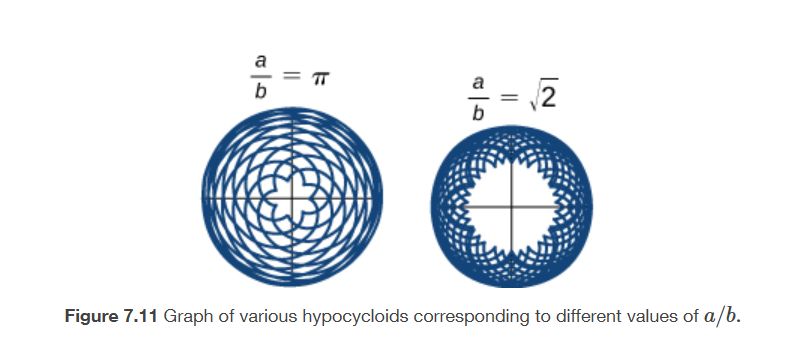 a/b = π
a/b = √2
Figure 7.11 Graph of various hypocycloids corresponding to different values of a/b.